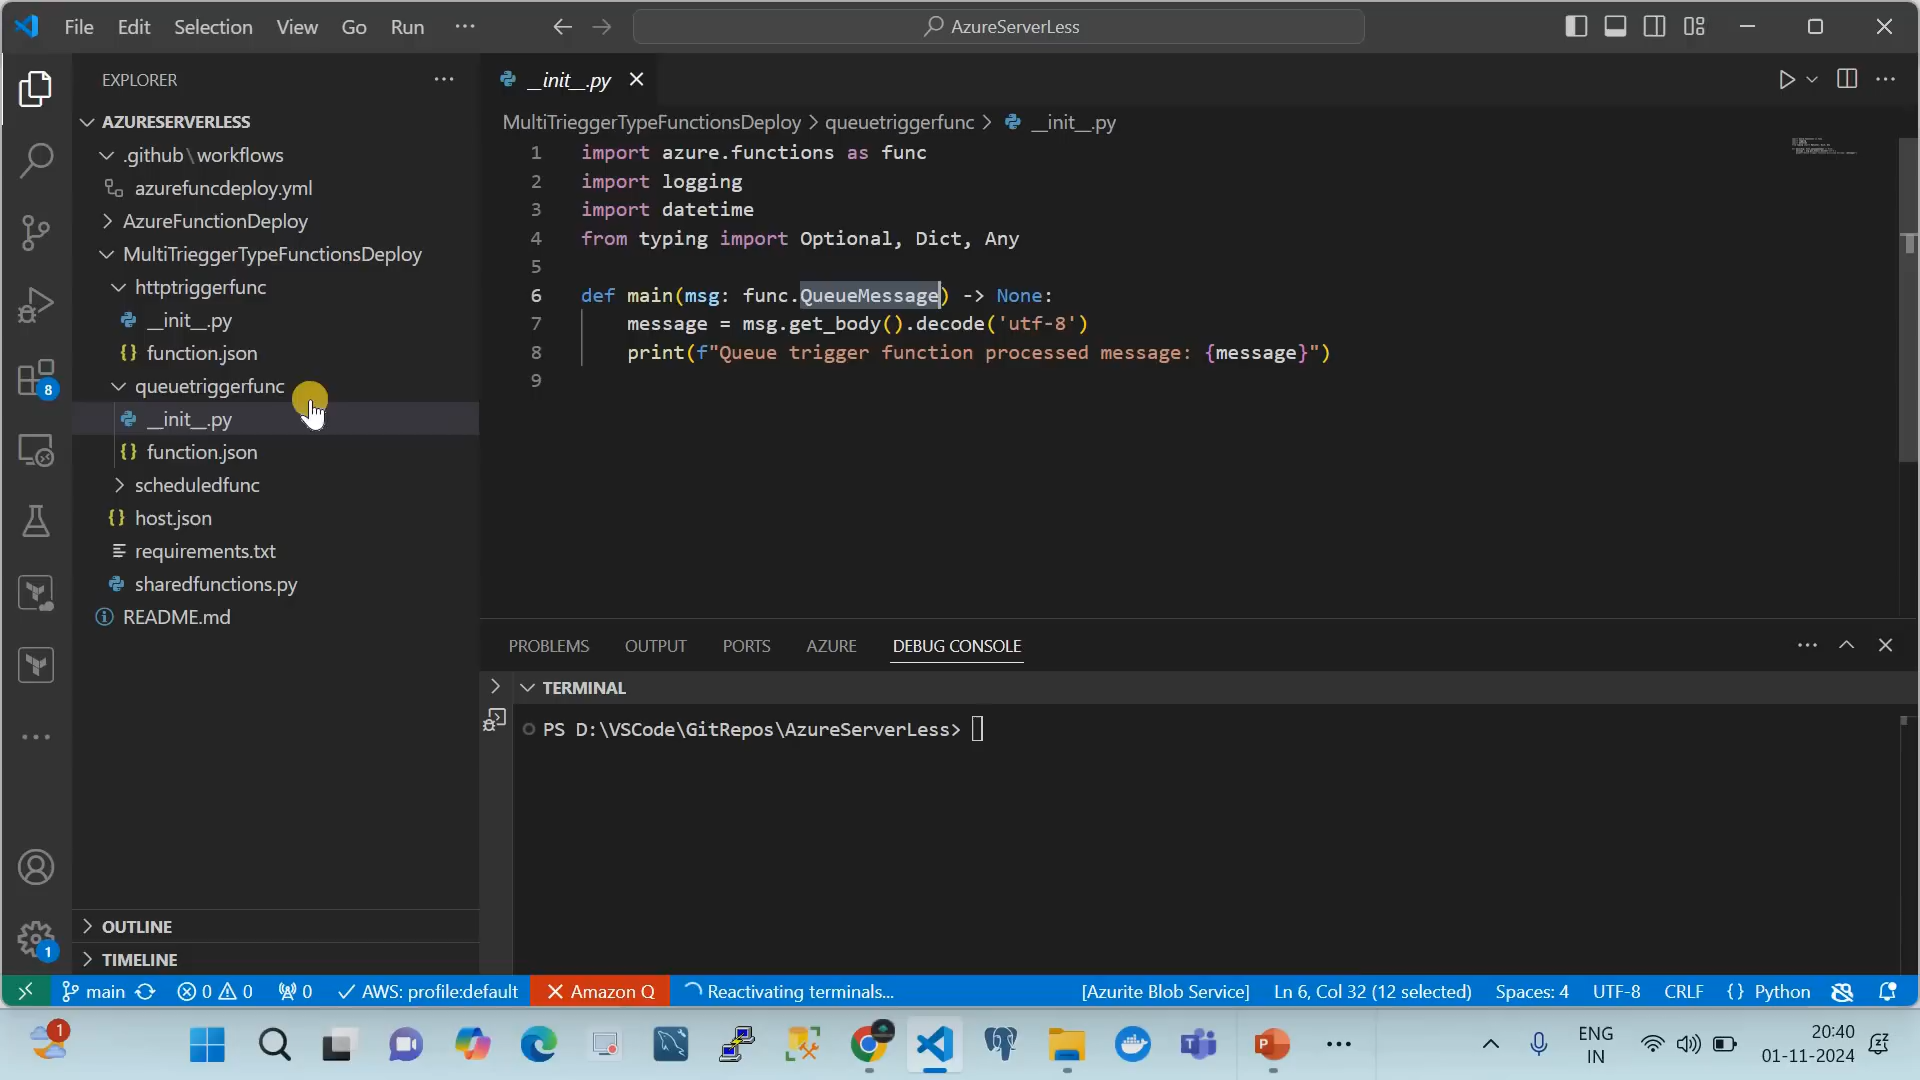 File Edit Selection View Go Run ··· AzureServerLess
EXPLORER ···
AZURESERVERLESS
.github\workflows
azurefuncdeploy.yml
AzureFunctionDeploy
MultiTrieggerTypeFunctionsDeploy
httptriggerfunc
__init__.py
function.json
queuetriggerfunc
__init__.py
function.json
scheduledfunc
host.json
requirements.txt
sharedfunctions.py
README.md
OUTLINE
TIMELINE
8
1
__init__.py
MultiTrieggerTypeFunctionsDeploy > queuetriggerfunc > __init__.py
1 import azure.functions as func
2 import logging
3 import datetime
4 from typing import Optional, Dict, Any
5
6 def main(msg: func.QueueMessage) -> None:
7 message = msg.get_body().decode('utf-8')
8 print(f"Queue trigger function processed message: {message}")
9
PROBLEMS OUTPUT PORTS AZURE DEBUG CONSOLE
TERMINAL
PS D:\VSCode\GitRepos\AzureServerLess>
main 0 0 0 AWS: profile:default Amazon Q Reactivating terminals... [Azurite Blob Service] Ln 6, Col 32 (12 selected) Spaces: 4 UTF-8 CRLF {} Python
1
ENG
IN
20:40
01-11-2024